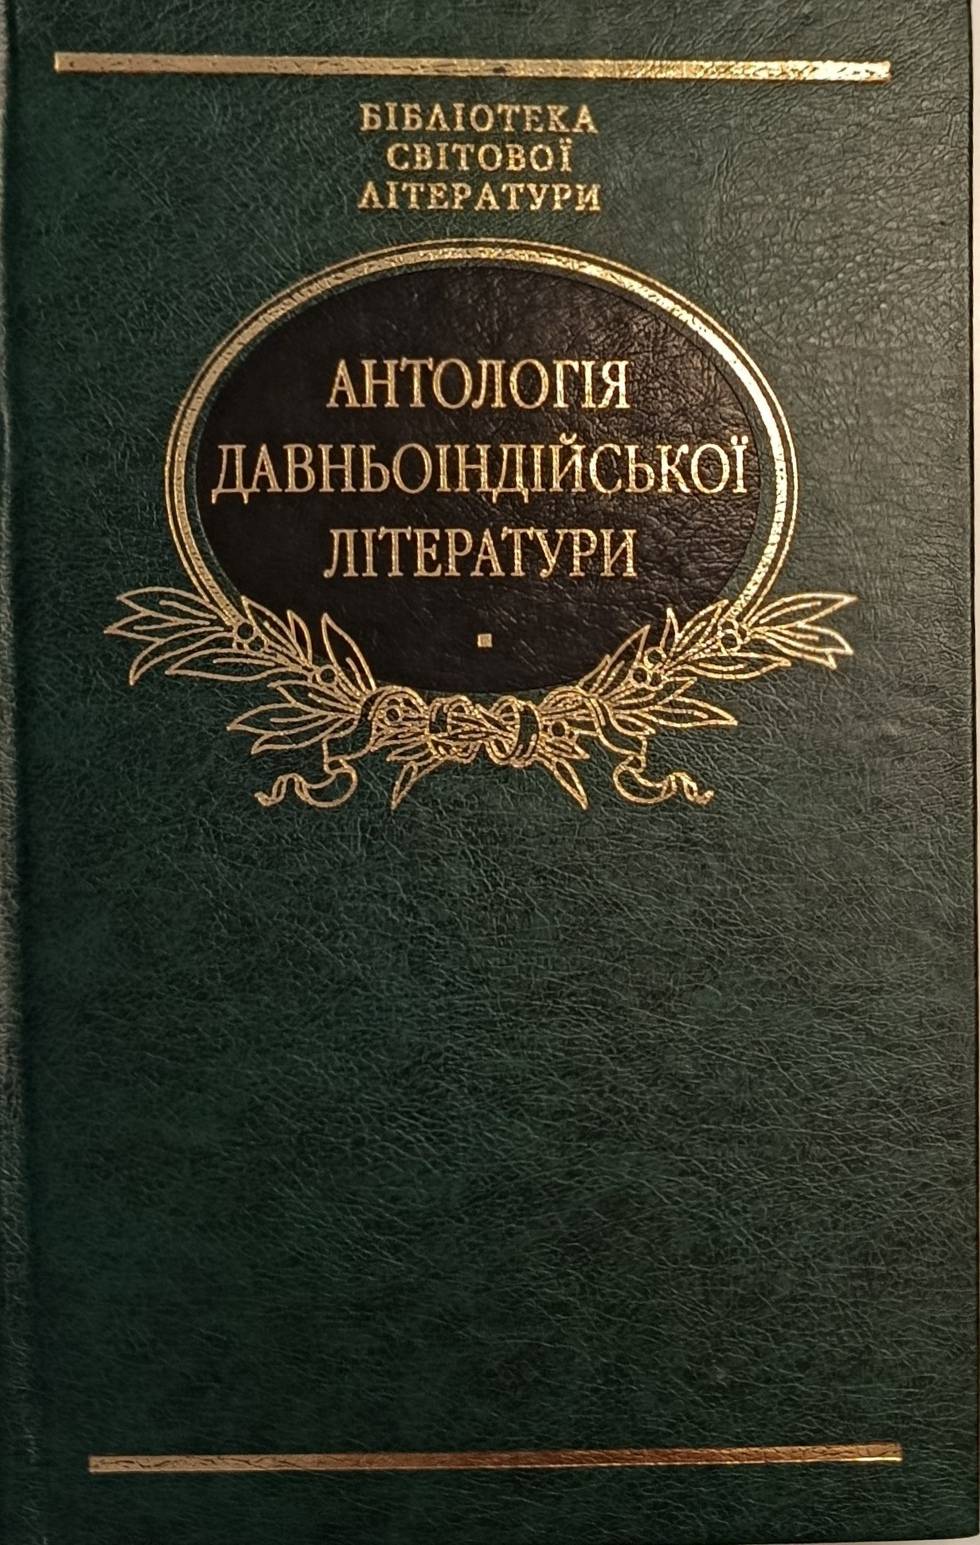 БІБЛІОТЕКА
СВІТОВОЇ
ЛІТЕРАТУРИ
АНТОЛОГІЯ
ДАВНЬОІНДІЙСЬКОЇ
ЛІТЕРАТУРИ